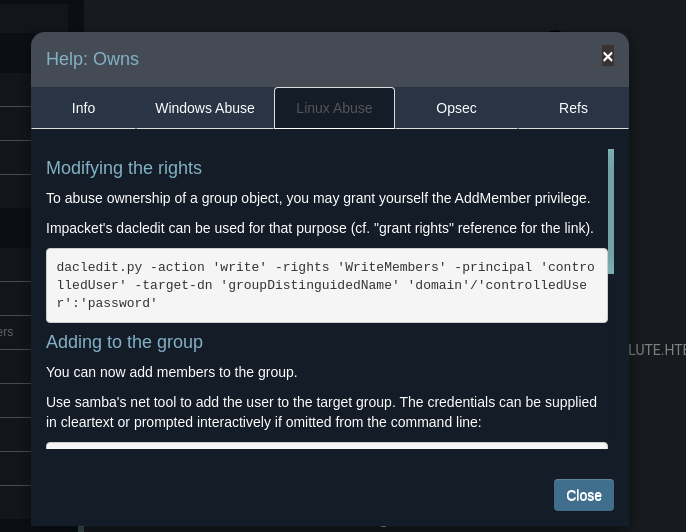 Help: Owns
×
Info
Windows Abuse
Linux Abuse
Opsec
Refs
Modifying the rights
To abuse ownership of a group object, you may grant yourself the AddMember privilege.
Impacket's dacledit can be used for that purpose (cf. "grant rights" reference for the link).
dacledit.py -action 'write' -rights 'WriteMembers' -principal 'contro
lledUser' -target-dn 'groupDistinguidedName' 'domain'/'controlledUse
r':'password'
ers
LUTE.HTB
Adding to the group
You can now add members to the group.
Use samba's net tool to add the user to the target group. The credentials can be supplied
in cleartext or prompted interactively if omitted from the command line:
Close